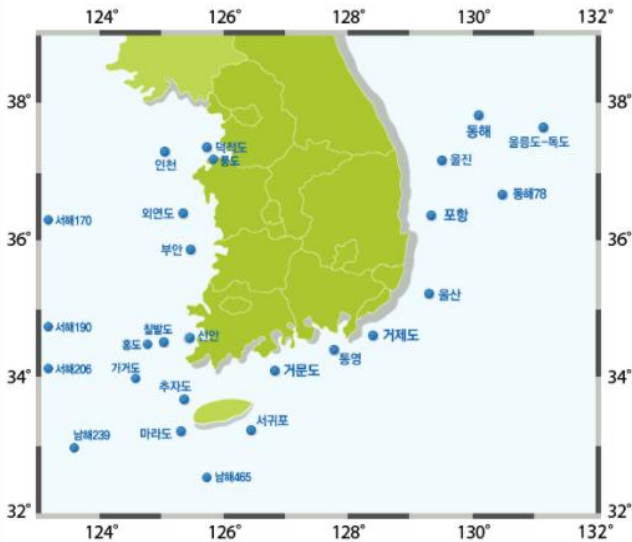 124° 126° 128° 130° 132°
38° 38°
동해
울릉도-독도
덕적도
인천
풍도
울진
동해78
외연도
포항
서해170
36° 36°
부안
울산
서해190
칠발도
신안
거제도
홍도
통영
서해206
가거도
거문도
34° 34°
추자도
서귀포
남해239
마라도
남해465
32° 32°
124° 126° 128° 130° 132°